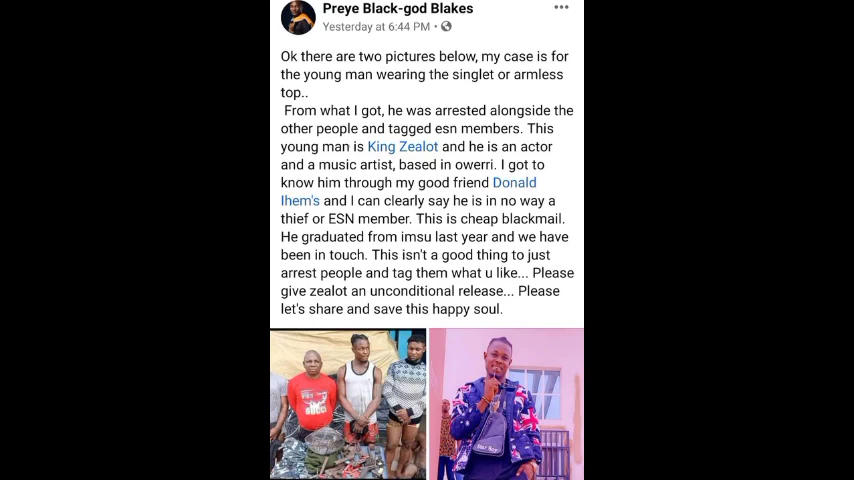 Preye Black-god Blakes
Yesterday at 6:44 PM •
Ok there are two pictures below, my case is for
the young man wearing the singlet or armless
top..
From what I got, he was arrested alongside the
other people and tagged esn members. This
young man is King Zealot and he is an actor
and a music artist, based in owerri. I got to
know him through my good friend Donald
Ihem's and I can clearly say he is in no way a
thief or ESN member. This is cheap blackmail.
He graduated from imsu last year and we have
been in touch. This isn't a good thing to just
arrest people and tag them what u like... Please
give zealot an unconditional release... Please
let's share and save this happy soul.
GUCCI